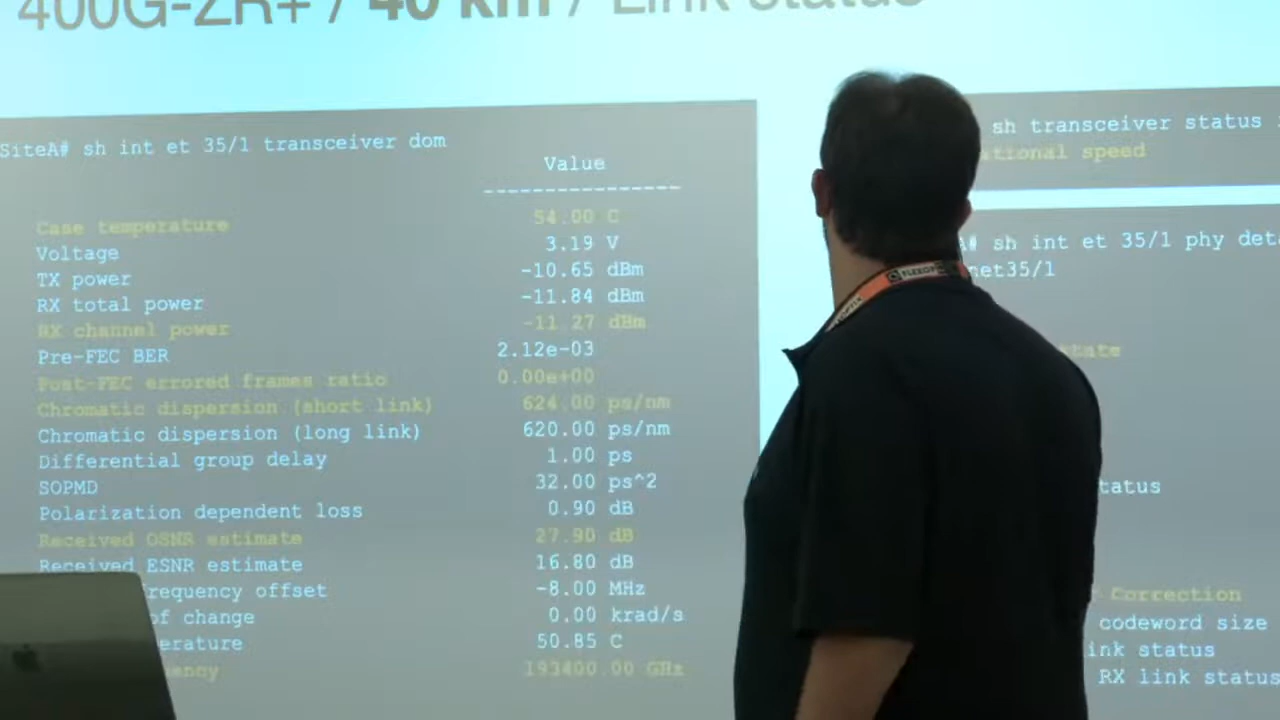 400G-ZR+ / 40 km / Link status
SiteA# sh int et 35/1 transceiver dom
Value
----------------
Case temperature 54.00 C
Voltage 3.19 V
TX power -10.65 dBm
RX total power -11.84 dBm
RX channel power -11.27 dBm
Pre-FEC BER 2.12e-03
Post-FEC errored frames ratio 0.00e+00
Chromatic dispersion (short link) 624.00 ps/nm
Chromatic dispersion (long link) 620.00 ps/nm
Differential group delay 1.00 ps
SOPMD 32.00 ps^2
Polarization dependent loss 0.90 dB
Received OSNR estimate 27.90 dB
Received ESNR estimate 16.80 dB
requency offset -8.00 MHz
of change 0.00 krad/s
erature 50.85 C
ency 193400.00 GHz
sh transceiver status
ational speed
A# sh int et 35/1 phy deta
net35/1
state
tatus
Correction
codeword size
ink status
RX link status
FLEXOP